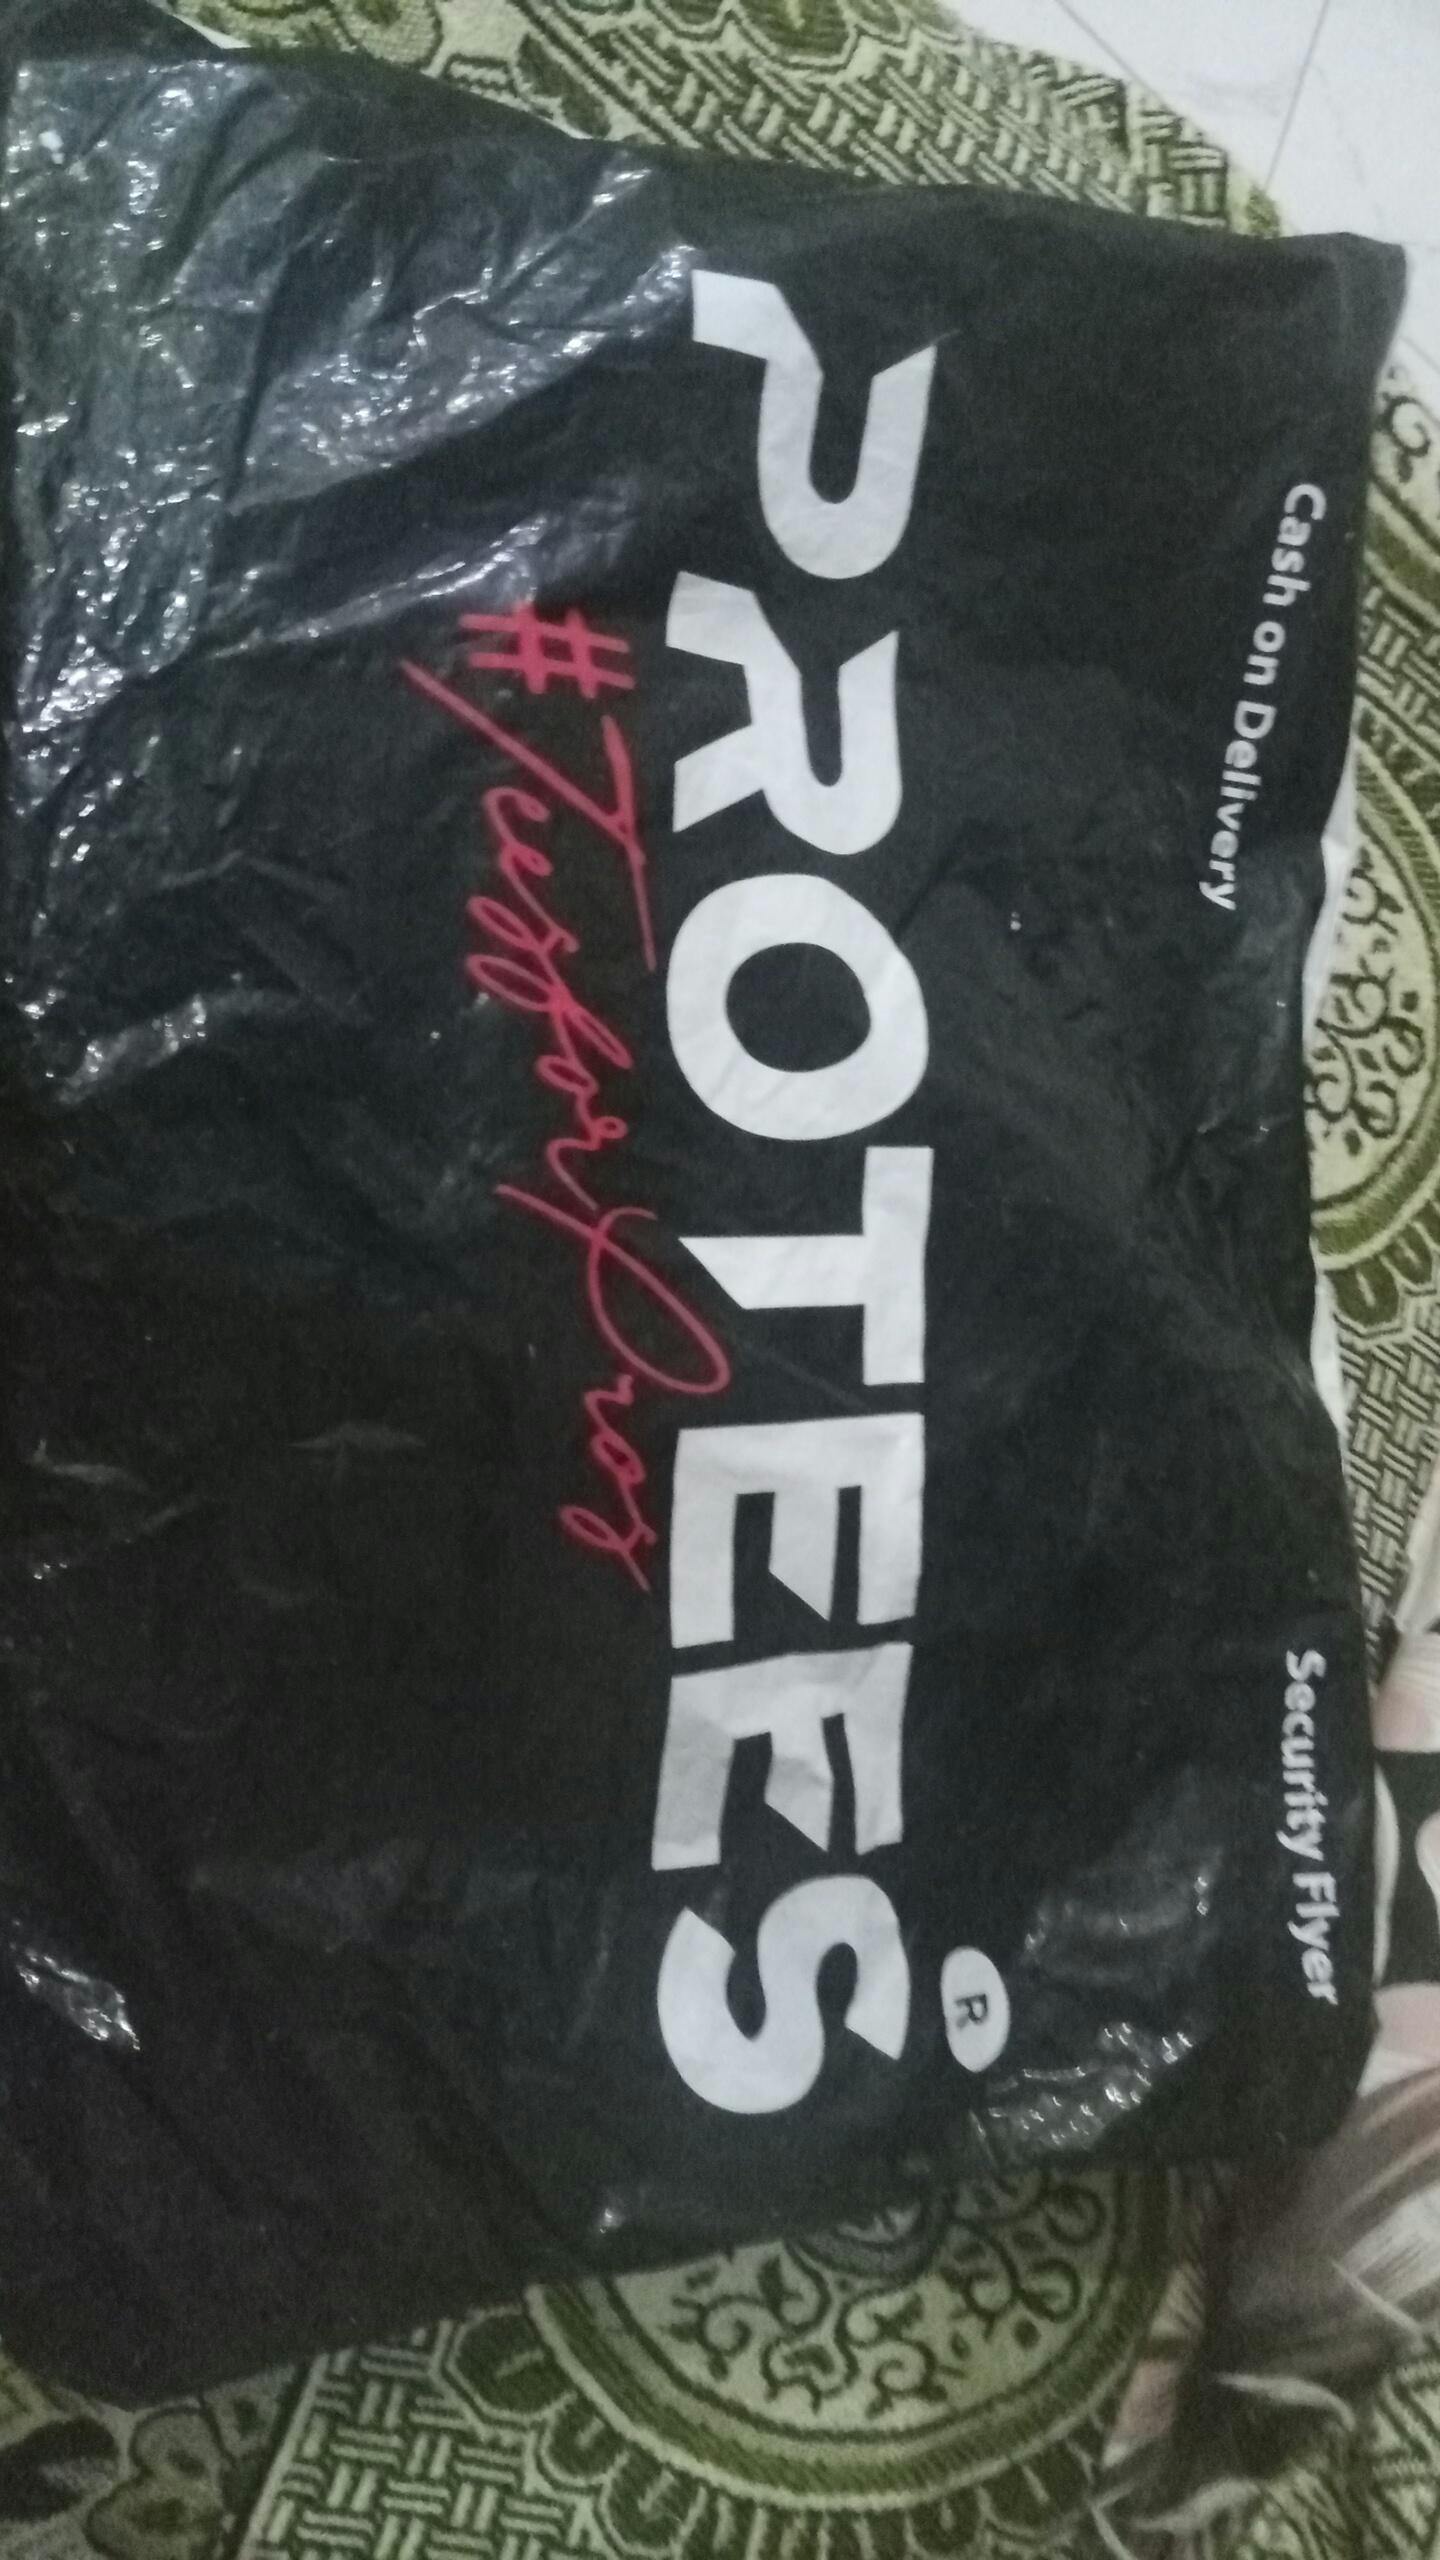 Cash on Delivery Security Flyer
PROTEES ®
#TeesforPros